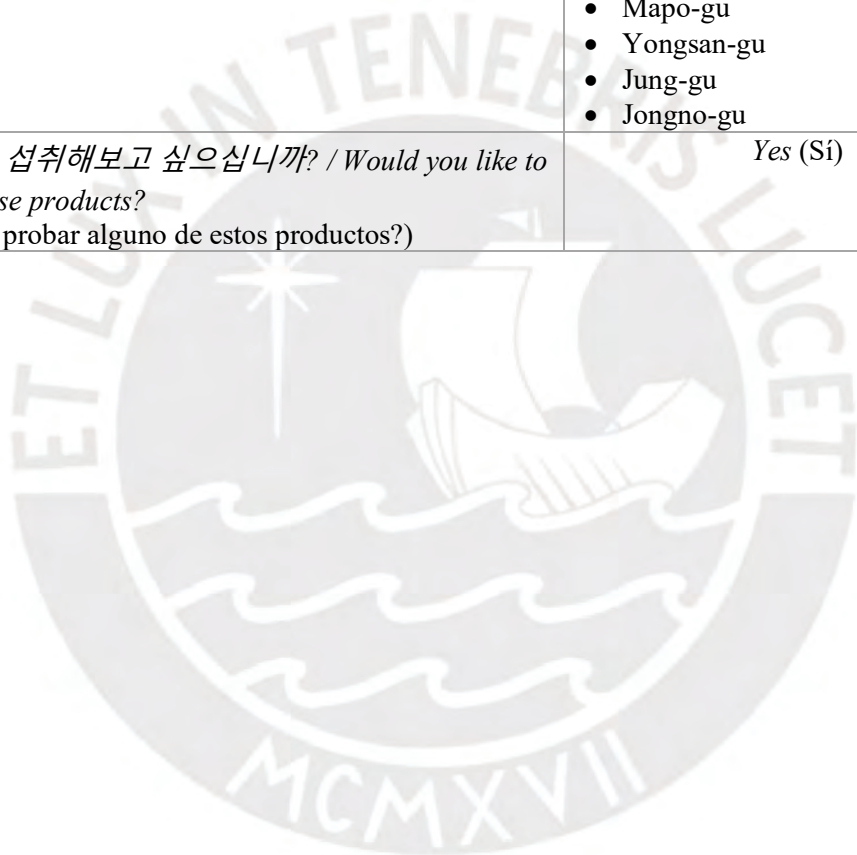 • Mapo-gu
• Yongsan-gu
• Jung-gu
• Jongno-gu
섭취해보고 싶으십니까? / Would you like to
se products?
probar alguno de estos productos?)
Yes (Sí)
ET LUX IN TENEBRIS LUCET
MCMXVII